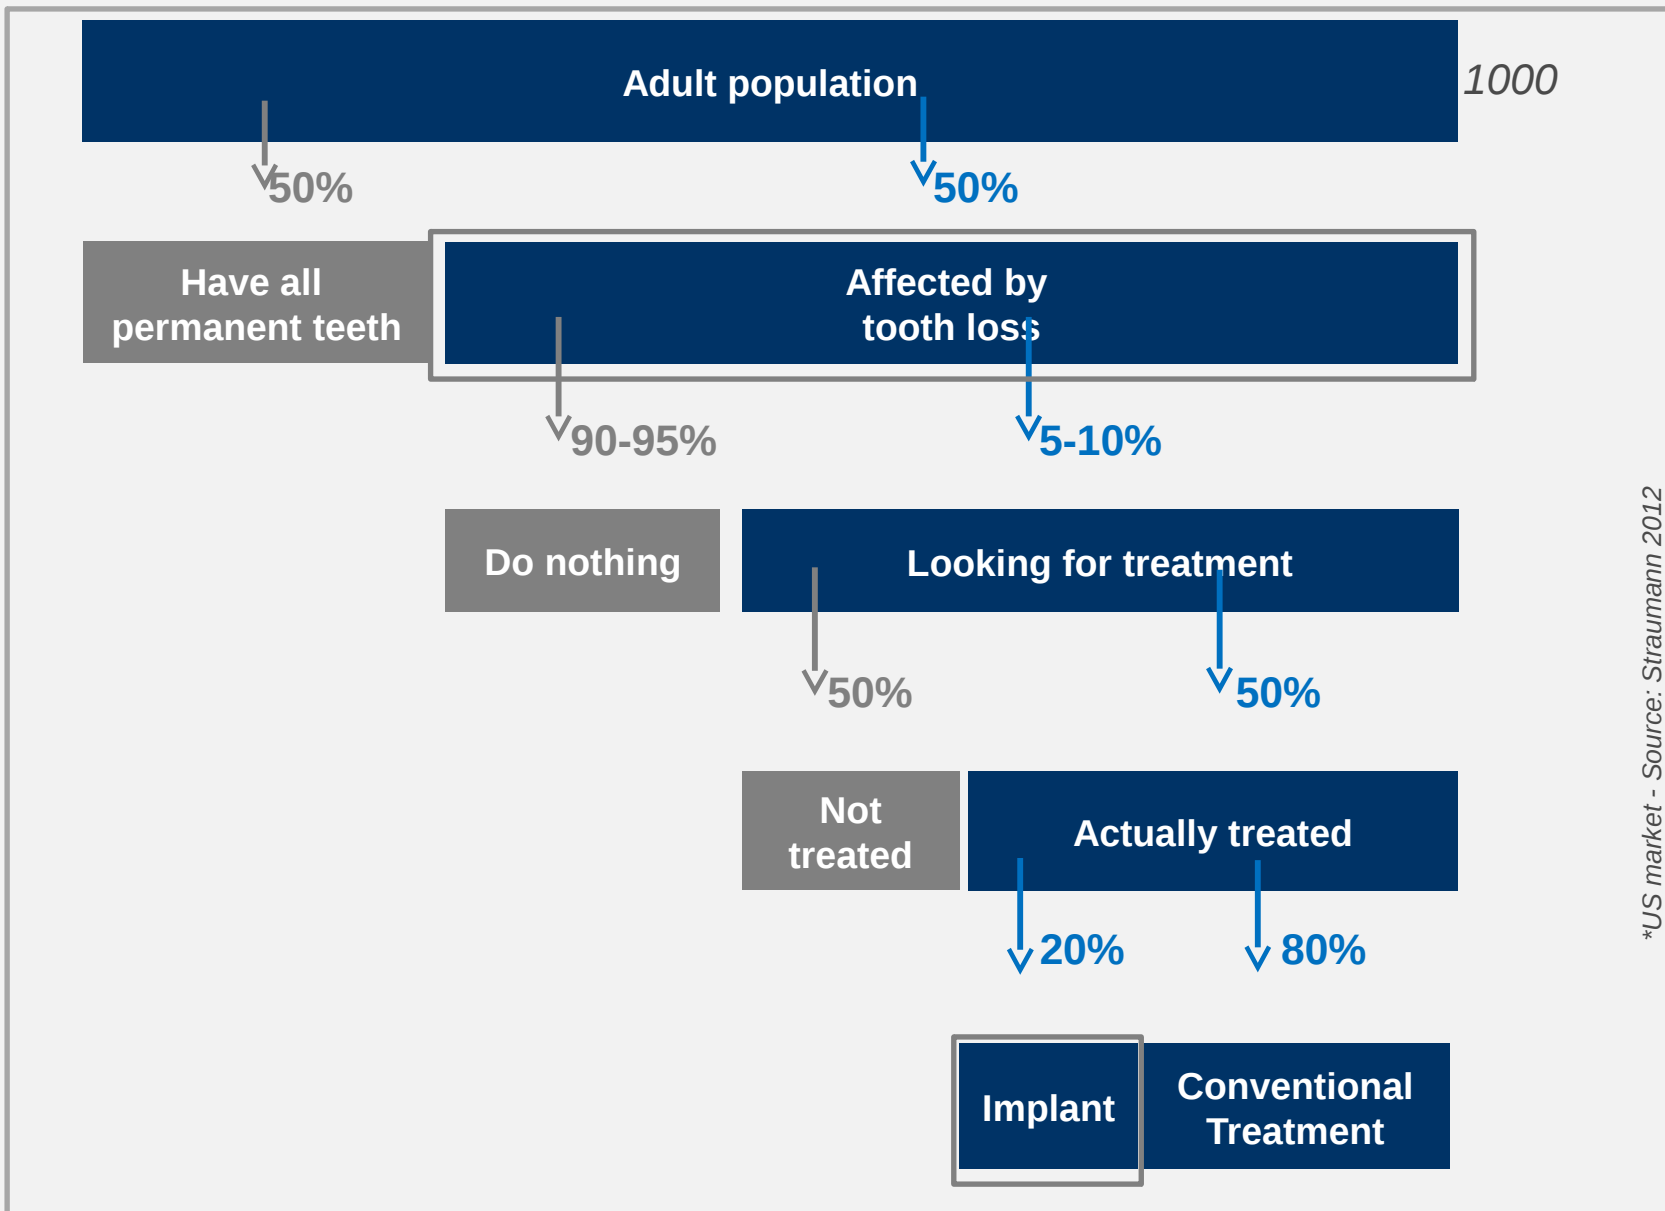 Adult population
1000
50%
50%
Have all
permanent teeth
Affected by
tooth loss
90-95%
5-10%
Do nothing
Looking for treatment
50%
50%
Not
treated
Actually treated
20%
80%
Implant
Conventional
Treatment
*US market - Source: Straumann 2012